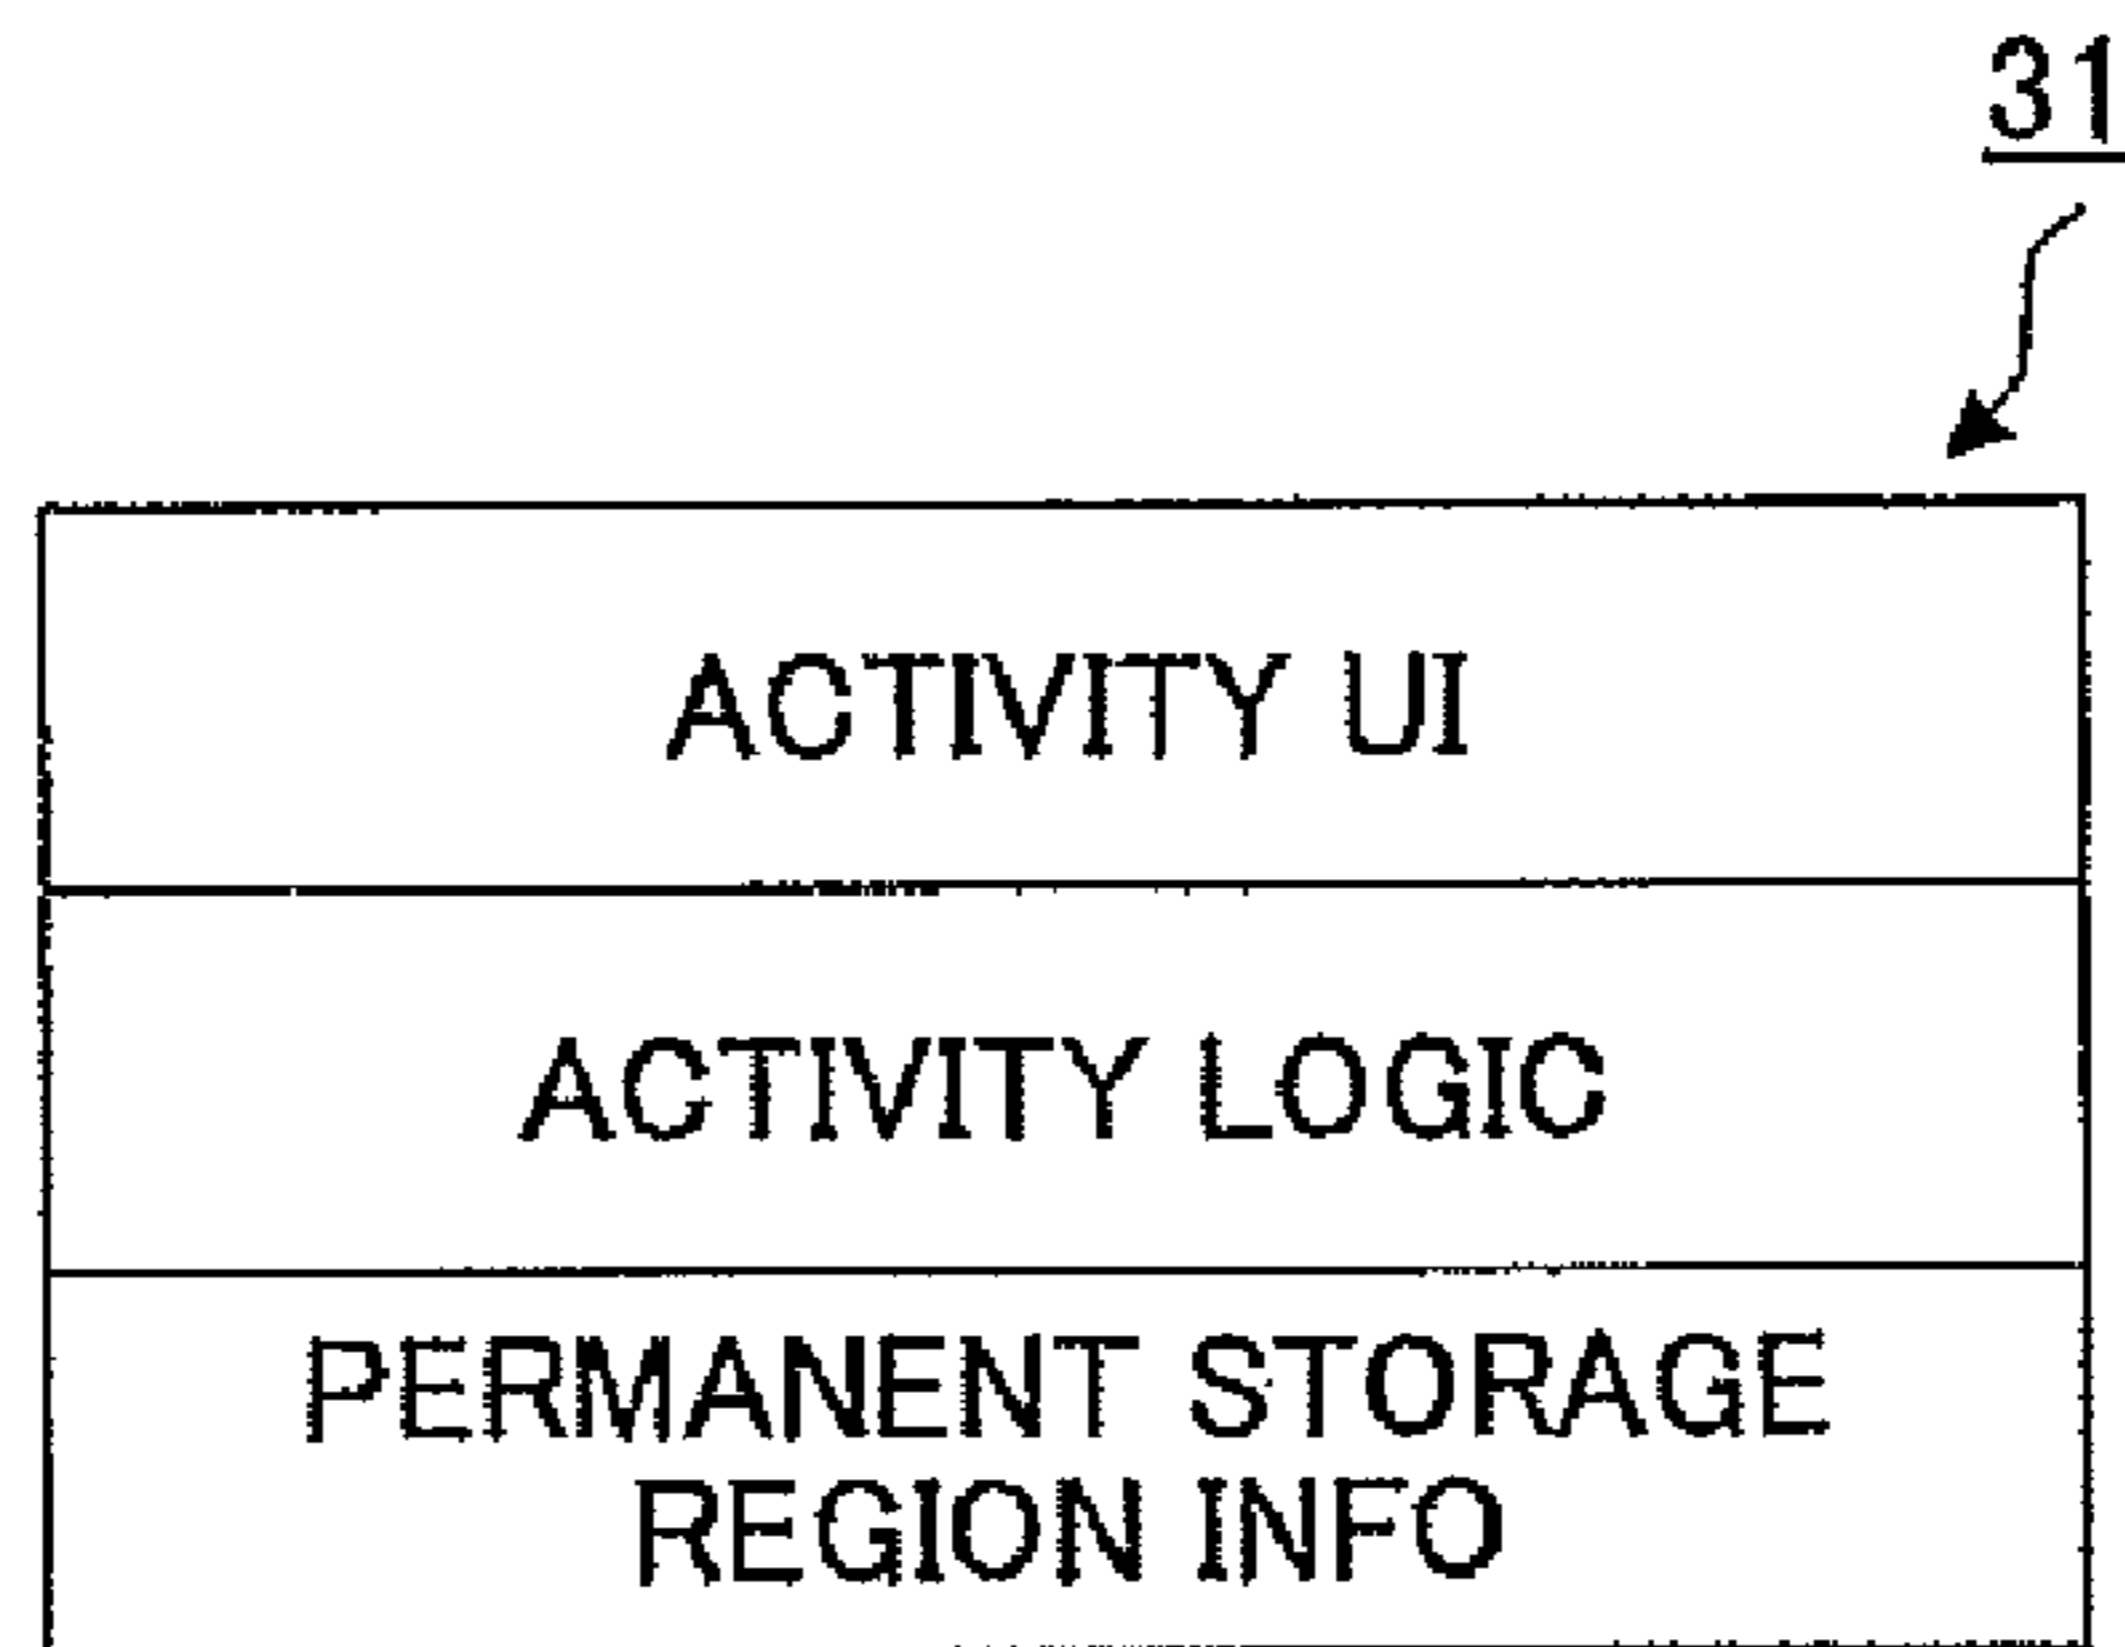 31
ACTIVITY UI
ACTIVITY LOGIC
PERMANENT STORAGE
REGION INFO